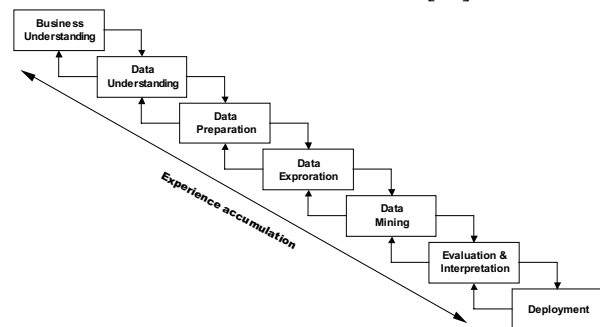 Business
Understanding
Data
Understanding
Data
Preparation
Data
Exproration
Data
Mining
Evaluation &
Interpretation
Deployment
Experience accumulation